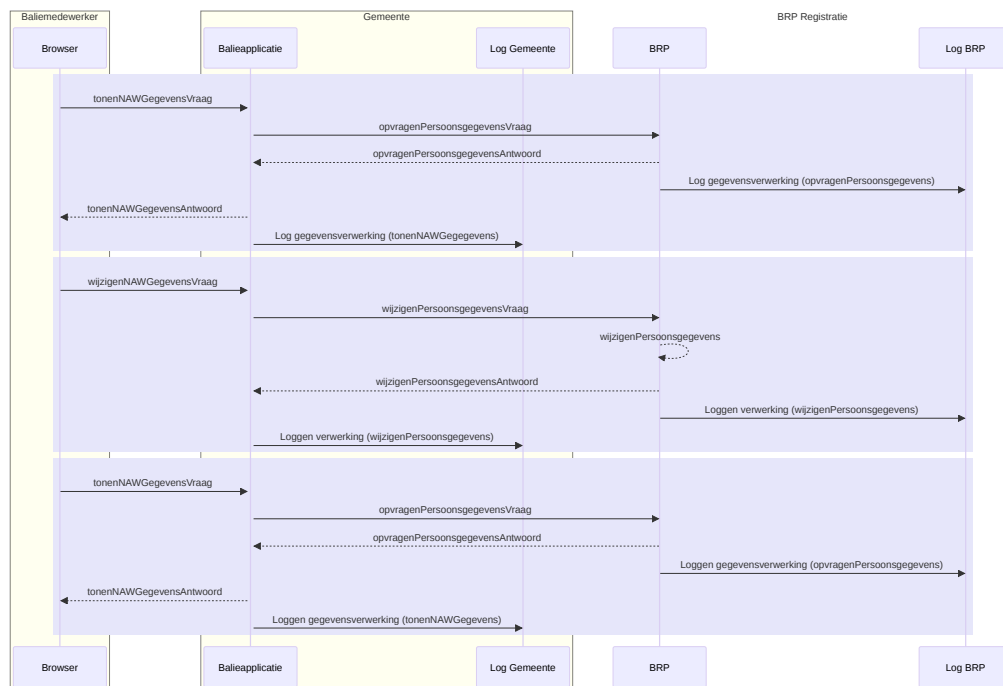 Baliemedewerker
Gemeente
BRP Registratie
Browser
Balieapplicatie
Log Gemeente
BRP
Log BRP
tonenNAWGegevensVraag
opvragenPersoonsgegevensVraag
opvragenPersoonsgegevensAntwoord
Log gegevensverwerking (opvragenPersoonsgegevens)
tonenNAWGegevensAntwoord
Log gegevensverwerking (tonenNAWGegegevens)
wijzigenNAWGegevensVraag
wijzigenPersoonsgegevensVraag
wijzigenPersoonsgegevens
wijzigenPersoonsgegevensAntwoord
Loggen verwerking (wijzigenPersoonsgegevens)
Loggen verwerking (wijzigenPersoonsgegevens)
tonenNAWGegevensVraag
opvragenPersoonsgegevensVraag
opvragenPersoonsgegevensAntwoord
Loggen gegevensverwerking (opvragenPersoonsgegevens)
tonenNAWGegevensAntwoord
Loggen gegevensverwerking (tonenNAWGegevens)
Browser
Balieapplicatie
Log Gemeente
BRP
Log BRP